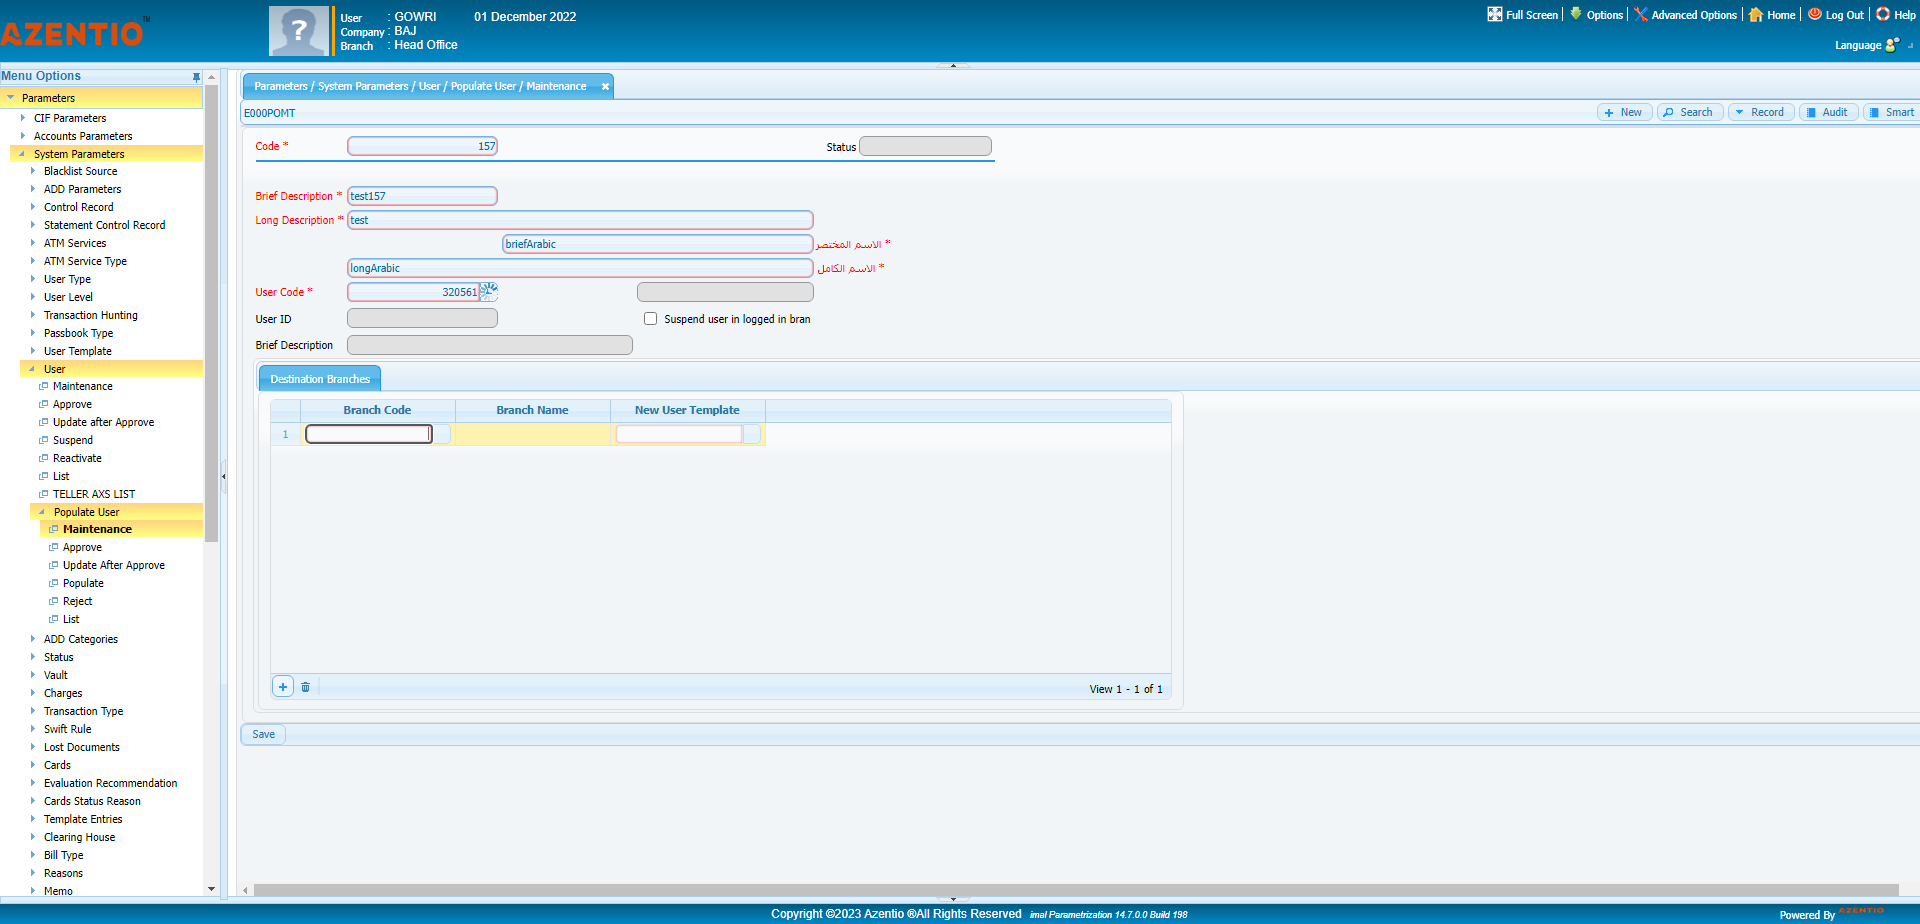 AZENTIO TM
User : GOWRI 01 December 2022
Company : BAJ
Branch : Head Office
Full Screen Options Advanced Options Home Log Out Help
Language
Menu Options
Parameters
CIF Parameters
Accounts Parameters
System Parameters
Blacklist Source
ADD Parameters
Control Record
Statement Control Record
ATM Services
ATM Service Type
User Type
User Level
Transaction Hunting
Passbook Type
User Template
User
Maintenance
Approve
Update after Approve
Suspend
Reactivate
List
TELLER AXS LIST
Populate User
Maintenance
Approve
Update After Approve
Populate
Reject
List
ADD Categories
Status
Vault
Charges
Transaction Type
Swift Rule
Lost Documents
Cards
Evaluation Recommendation
Cards Status Reason
Template Entries
Clearing House
Bill Type
Reasons
Memo
Parameters / System Parameters / User / Populate User / Maintenance
E000POMT
New Search Record Audit Smart
Code * 157 Status
Brief Description * test157
Long Description * test
briefArabic الاسم المختصر *
longArabic الاسم الكامل *
User Code * 320561
User ID Suspend user in logged in bran
Brief Description
Destination Branches
Branch Code Branch Name New User Template
1
View 1 - 1 of 1
Save
Copyright ©2023 Azentio ®All Rights Reserved imal Parametrization 14.7.0.0 Build 198
Powered By AZENTIO